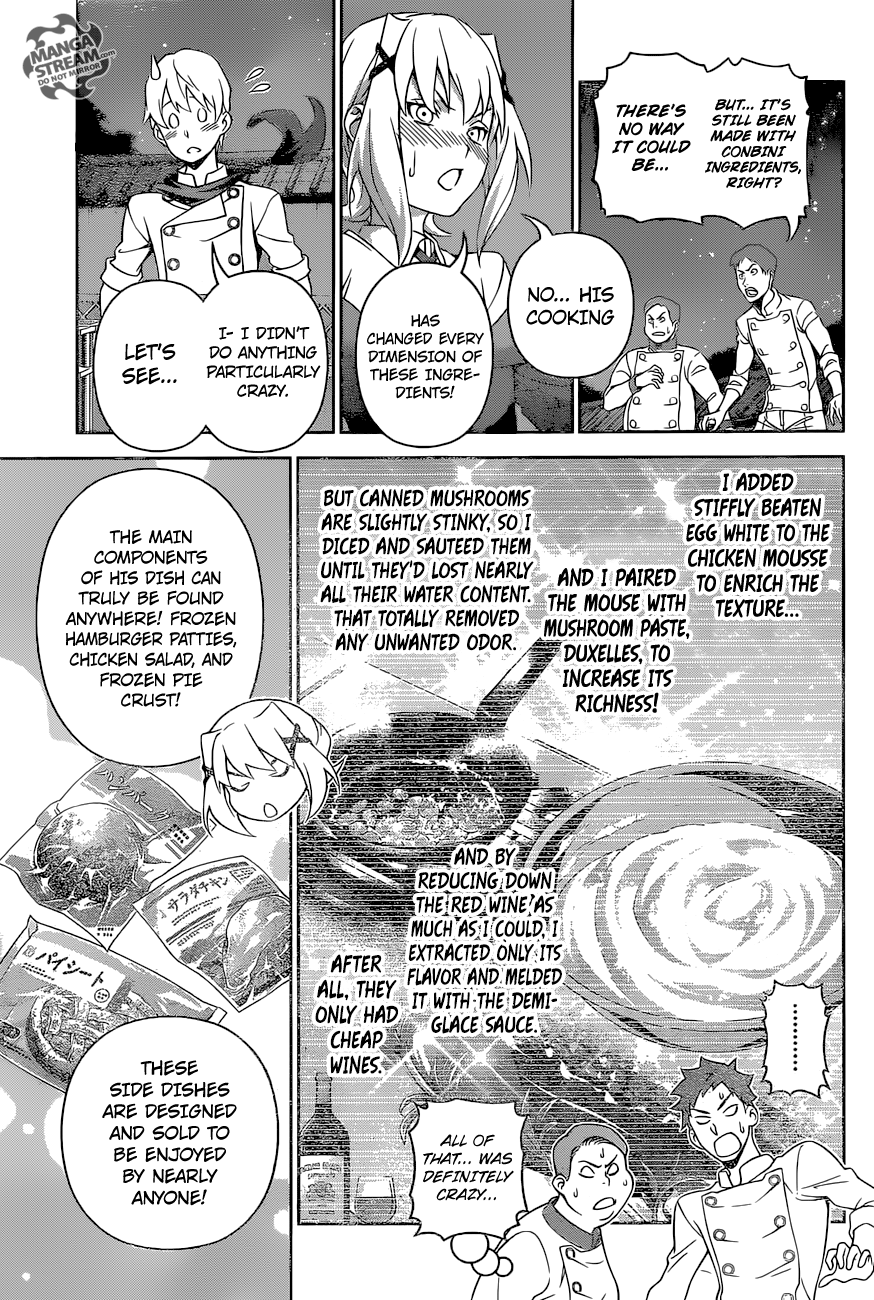 MANGA
STREAM.com
DO NOT MIRROR
BUT... IT'S
STILL BEEN
MADE WITH
CONBINI
INGREDIENTS,
RIGHT?
THERE'S
NO WAY
IT COULD
BE...
NO... HIS
COOKING
HAS
CHANGED EVERY
DIMENSION OF
THESE INGRE-
DIENTS!
I- I DIDN'T
DO ANYTHING
PARTICULARLY
CRAZY.
LET'S
SEE...
I ADDED
STIFFLY BEATEN
EGG WHITE TO THE
CHICKEN MOUSSE
TO ENRICH THE
TEXTURE...
AND I PAIRED
THE MOUSE WITH
MUSHROOM PASTE,
DUXELLES, TO
INCREASE ITS
RICHNESS!
BUT CANNED MUSHROOMS
ARE SLIGHTLY STINKY, SO I
DICED AND SAUTEED THEM
UNTIL THEY'D LOST NEARLY
ALL THEIR WATER CONTENT.
THAT TOTALLY REMOVED
ANY UNWANTED ODOR.
AND BY
REDUCING DOWN
THE RED WINE AS
MUCH AS I COULD, I
EXTRACTED ONLY ITS
FLAVOR AND MELDED
IT WITH THE DEMI-
GLACE SAUCE.
AFTER
ALL, THEY
ONLY HAD
CHEAP
WINES.
.........
ALL OF
THAT... WAS
DEFINITELY
CRAZY...
THE MAIN
COMPONENTS
OF HIS DISH CAN
TRULY BE FOUND
ANYWHERE! FROZEN
HAMBURGER PATTIES,
CHICKEN SALAD, AND
FROZEN PIE
CRUST!
ハンバーグ
サラダチキン
パイシート
THESE
SIDE DISHES
ARE DESIGNED
AND SOLD TO
BE ENJOYED
BY NEARLY
ANYONE!